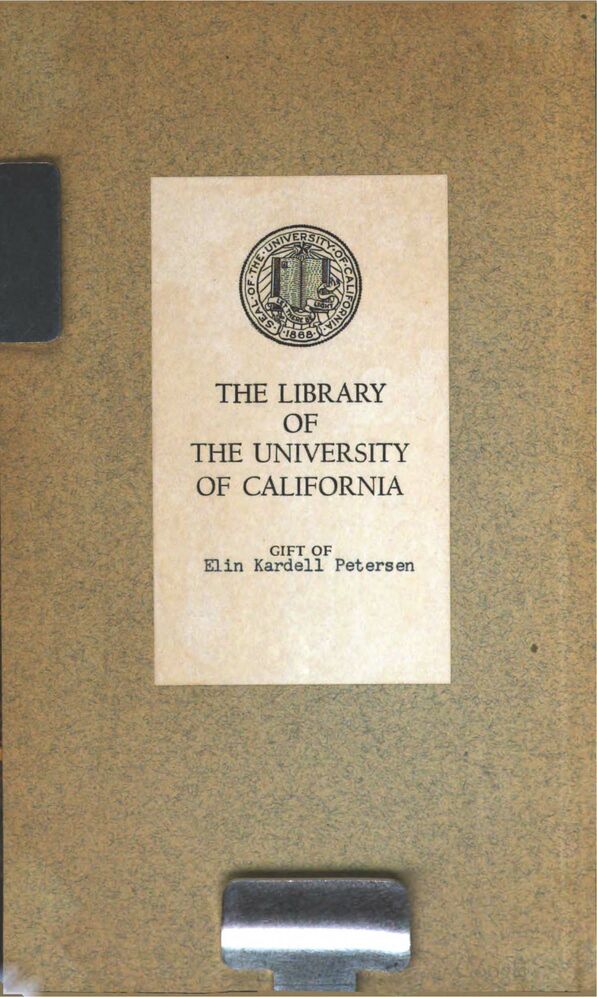 SEAL·OF·THE·UNIVERSITY·OF·CALIFORNIA·
LET THERE BE LIGHT
·1868·
THE LIBRARY
OF
THE UNIVERSITY
OF CALIFORNIA
GIFT OF
Elin Kardell Petersen